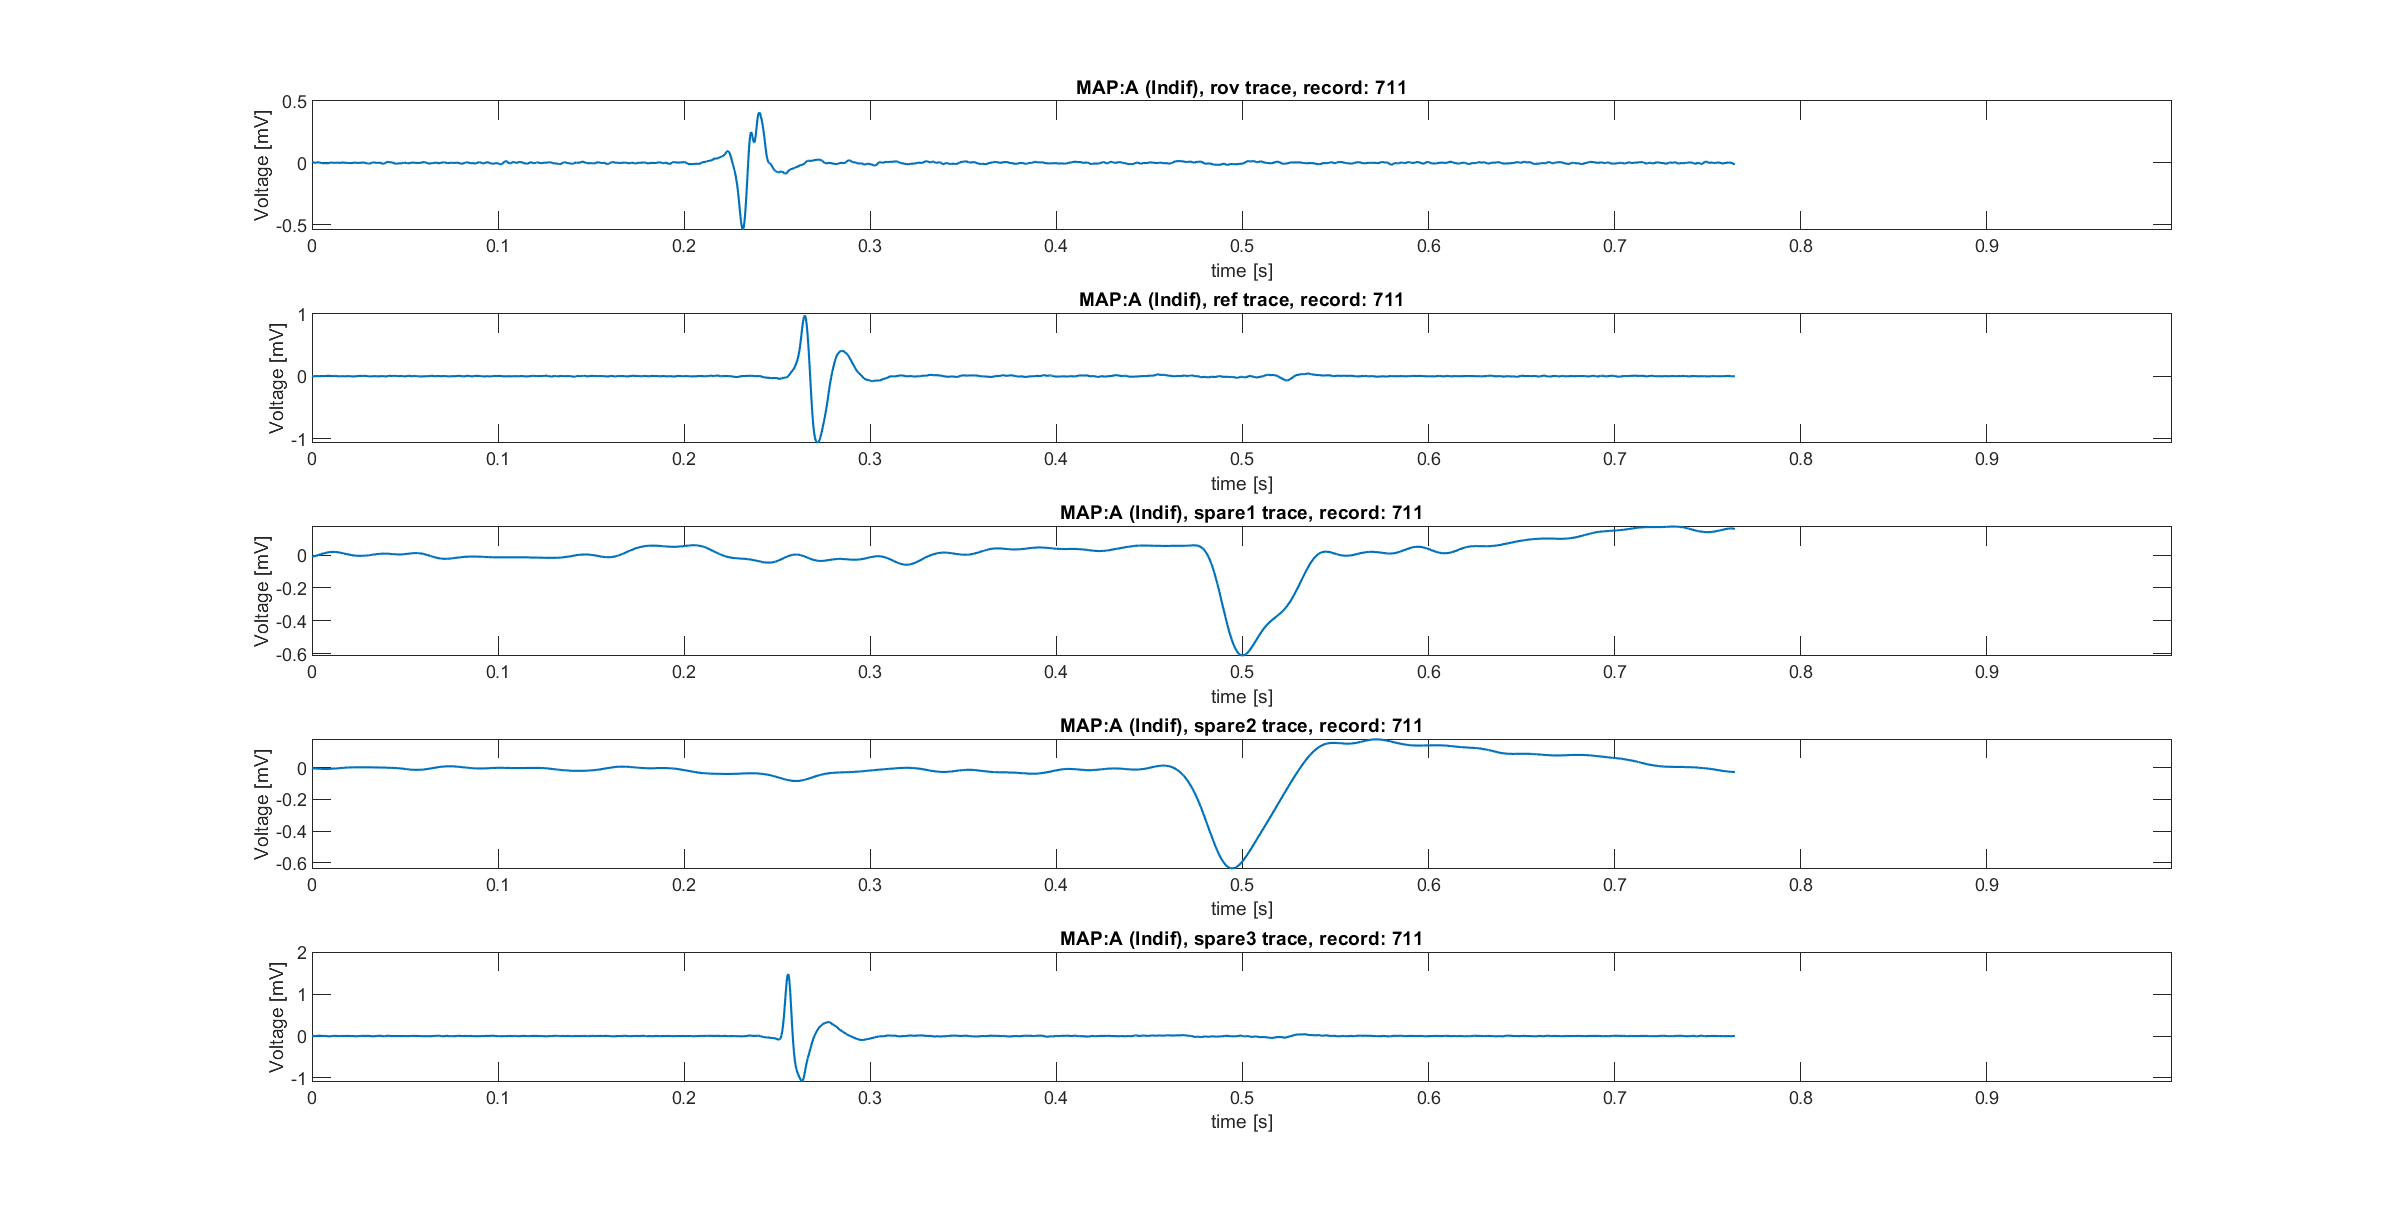 MAP:A (Indif), rov trace, record: 711
Voltage [mV]
0.5
0
-0.5
0 0.1 0.2 0.3 0.4 0.5 0.6 0.7 0.8 0.9
time [s]
MAP:A (Indif), ref trace, record: 711
Voltage [mV]
1
0
-1
0 0.1 0.2 0.3 0.4 0.5 0.6 0.7 0.8 0.9
time [s]
MAP:A (Indif), spare1 trace, record: 711
Voltage [mV]
0
-0.2
-0.4
-0.6
0 0.1 0.2 0.3 0.4 0.5 0.6 0.7 0.8 0.9
time [s]
MAP:A (Indif), spare2 trace, record: 711
Voltage [mV]
0
-0.2
-0.4
-0.6
0 0.1 0.2 0.3 0.4 0.5 0.6 0.7 0.8 0.9
time [s]
MAP:A (Indif), spare3 trace, record: 711
Voltage [mV]
2
1
0
-1
0 0.1 0.2 0.3 0.4 0.5 0.6 0.7 0.8 0.9
time [s]